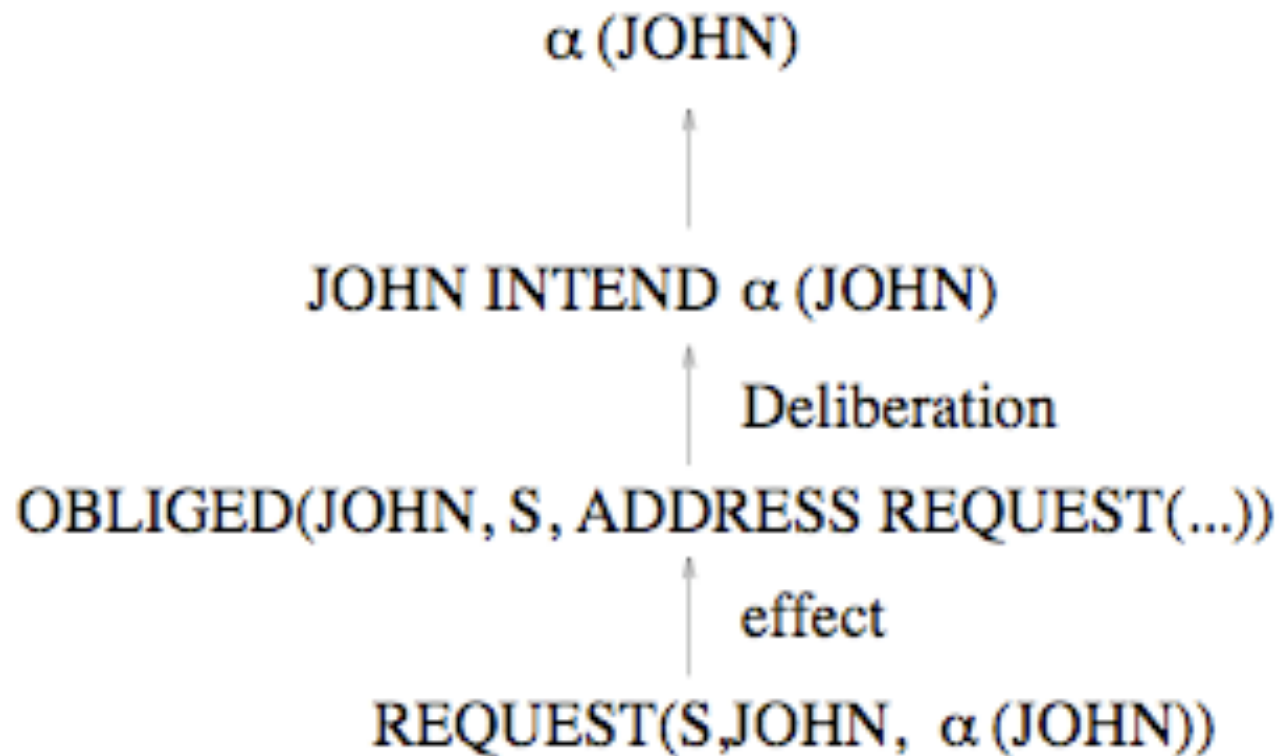 α (JOHN)
JOHN INTEND α (JOHN)
Deliberation
OBLIGED(JOHN, S, ADDRESS REQUEST(...))
effect
REQUEST(S,JOHN, α (JOHN))